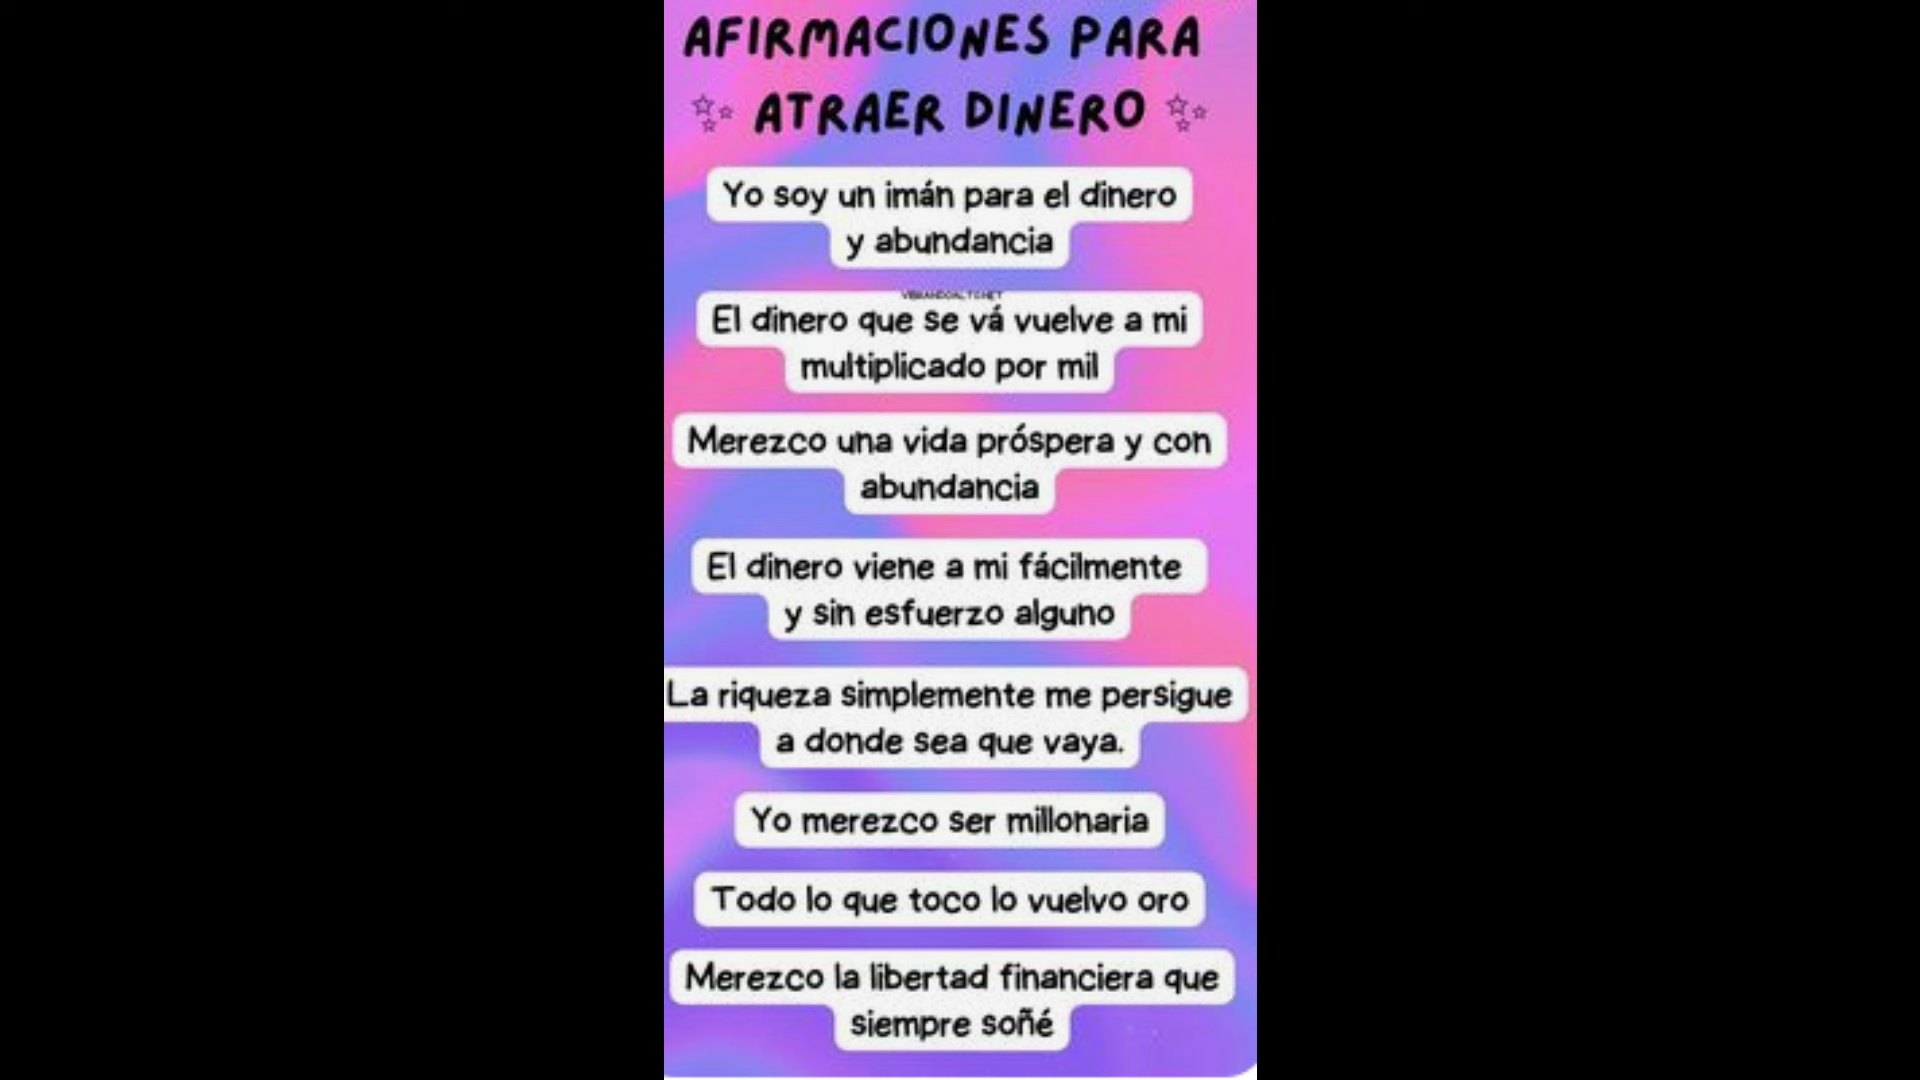 AFIRMACIONES PARA
ATRAER DINERO
Yo soy un imán para el dinero
y abundancia
VIBRANDOALTO.NET
El dinero que se vá vuelve a mi
multiplicado por mil
Merezco una vida próspera y con
abundancia
El dinero viene a mi fácilmente
y sin esfuerzo alguno
La riqueza simplemente me persigue
a donde sea que vaya.
Yo merezco ser millonaria
Todo lo que toco lo vuelvo oro
Merezco la libertad financiera que
siempre soñé